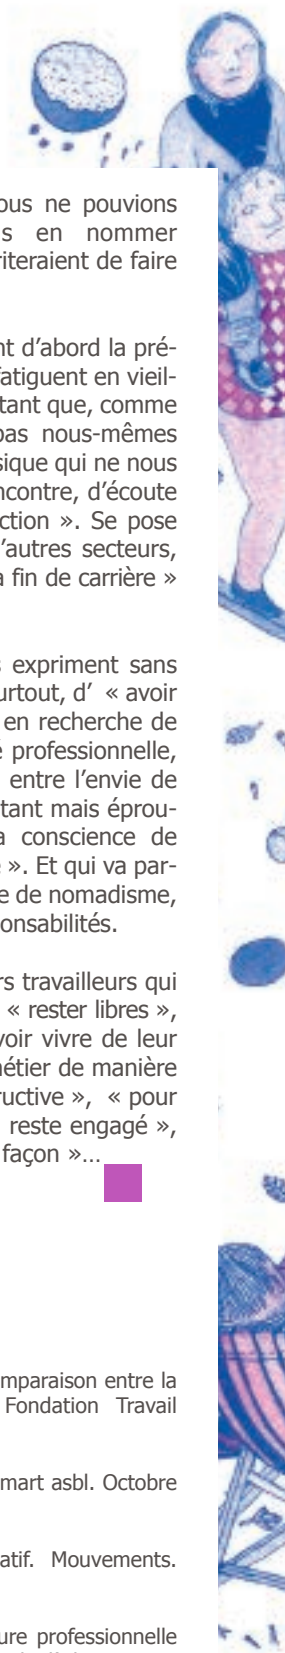 ous ne pouvions
s en nommer
riteraient de faire
nt d’abord la pré-
fatiguent en vieil-
tant que, comme
pas nous-mêmes
sique qui ne nous
ncontre, d’écoute
ction ». Se pose
’autres secteurs,
a fin de carrière »
s expriment sans
urtout, d’ « avoir
en recherche de
é professionnelle,
entre l’envie de
tant mais éprou-
a conscience de
». Et qui va par-
e de nomadisme,
onsabilités.
rs travailleurs qui
« rester libres »,
voir vivre de leur
métier de manière
ructive », « pour
reste engagé »,
façon »…
mparaison entre la
Fondation Travail
mart asbl. Octobre
atif. Mouvements.
ure professionnelle